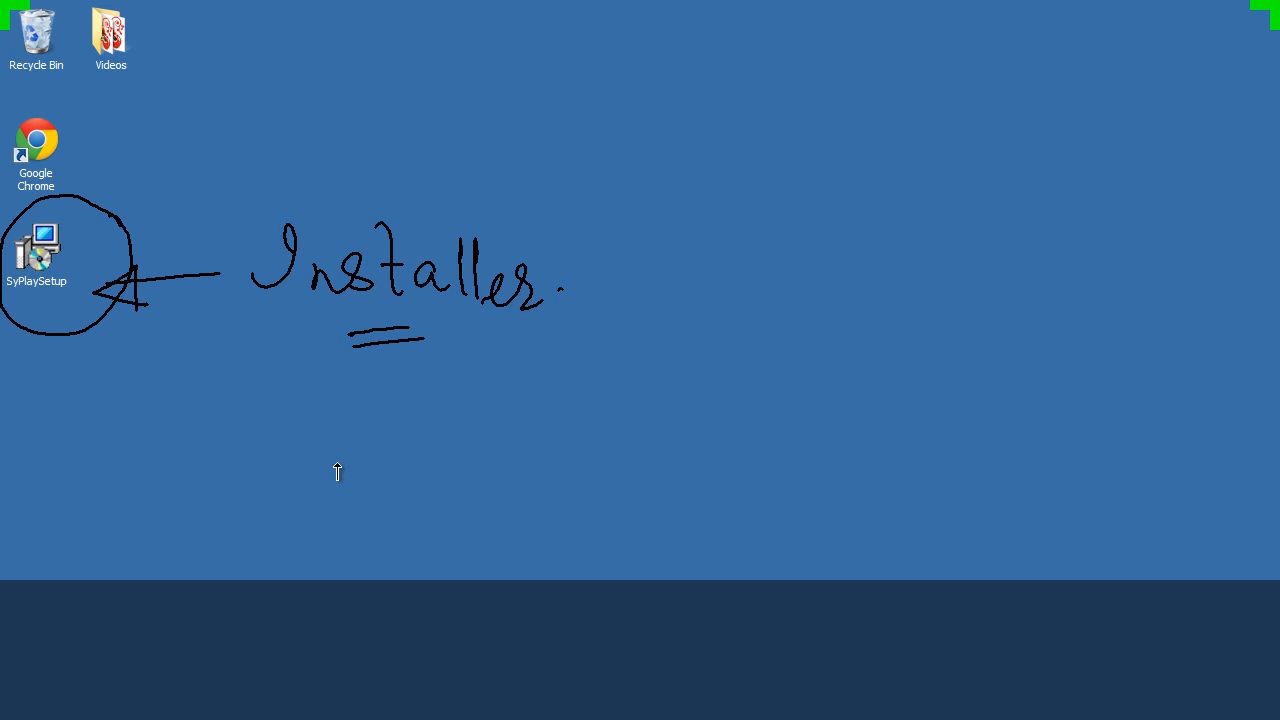 Recycle Bin
Videos
Google
Chrome
SyPlaySetup
Installer.